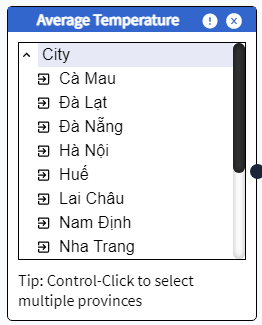 Average Temperature
City
Cà Mau
Đà Lạt
Đà Nẵng
Hà Nội
Huế
Lai Châu
Nam Định
Nha Trang
Tip: Control-Click to select
multiple provinces